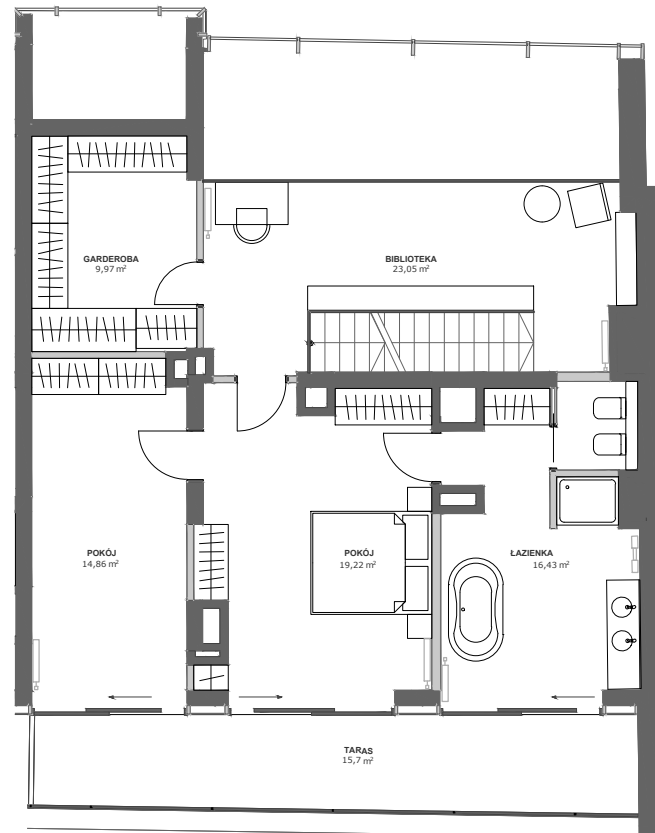 GARDEROBA
9,97 m²
BIBLIOTEKA
23,05 m²
POKÓJ
14,86 m²
POKÓJ
19,22 m²
ŁAZIENKA
16,43 m²
TARAS
15,7 m²